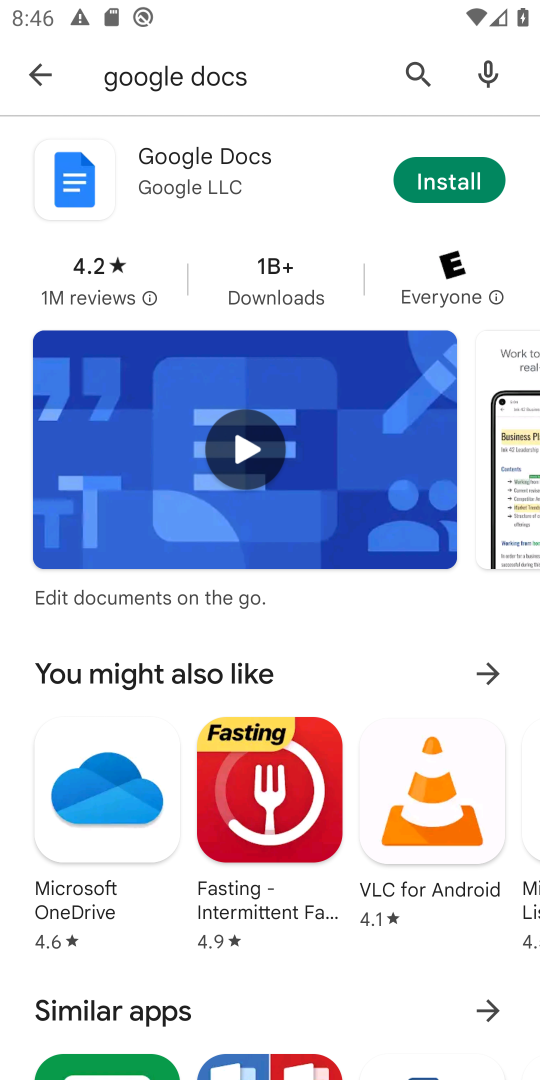 8:46
google docs
Google Docs
Google LLC
Install
4.2★
1M reviews
1B+
Downloads
E
Everyone
Work to
real-
Business Pl
Contents
Edit documents on the go.
You might also like
Fasting
Microsoft
OneDrive
4.6★
Fasting -
Intermittent Fa...
4.9★
VLC for Android
4.1★
Mi
Lis
4.
Similar apps